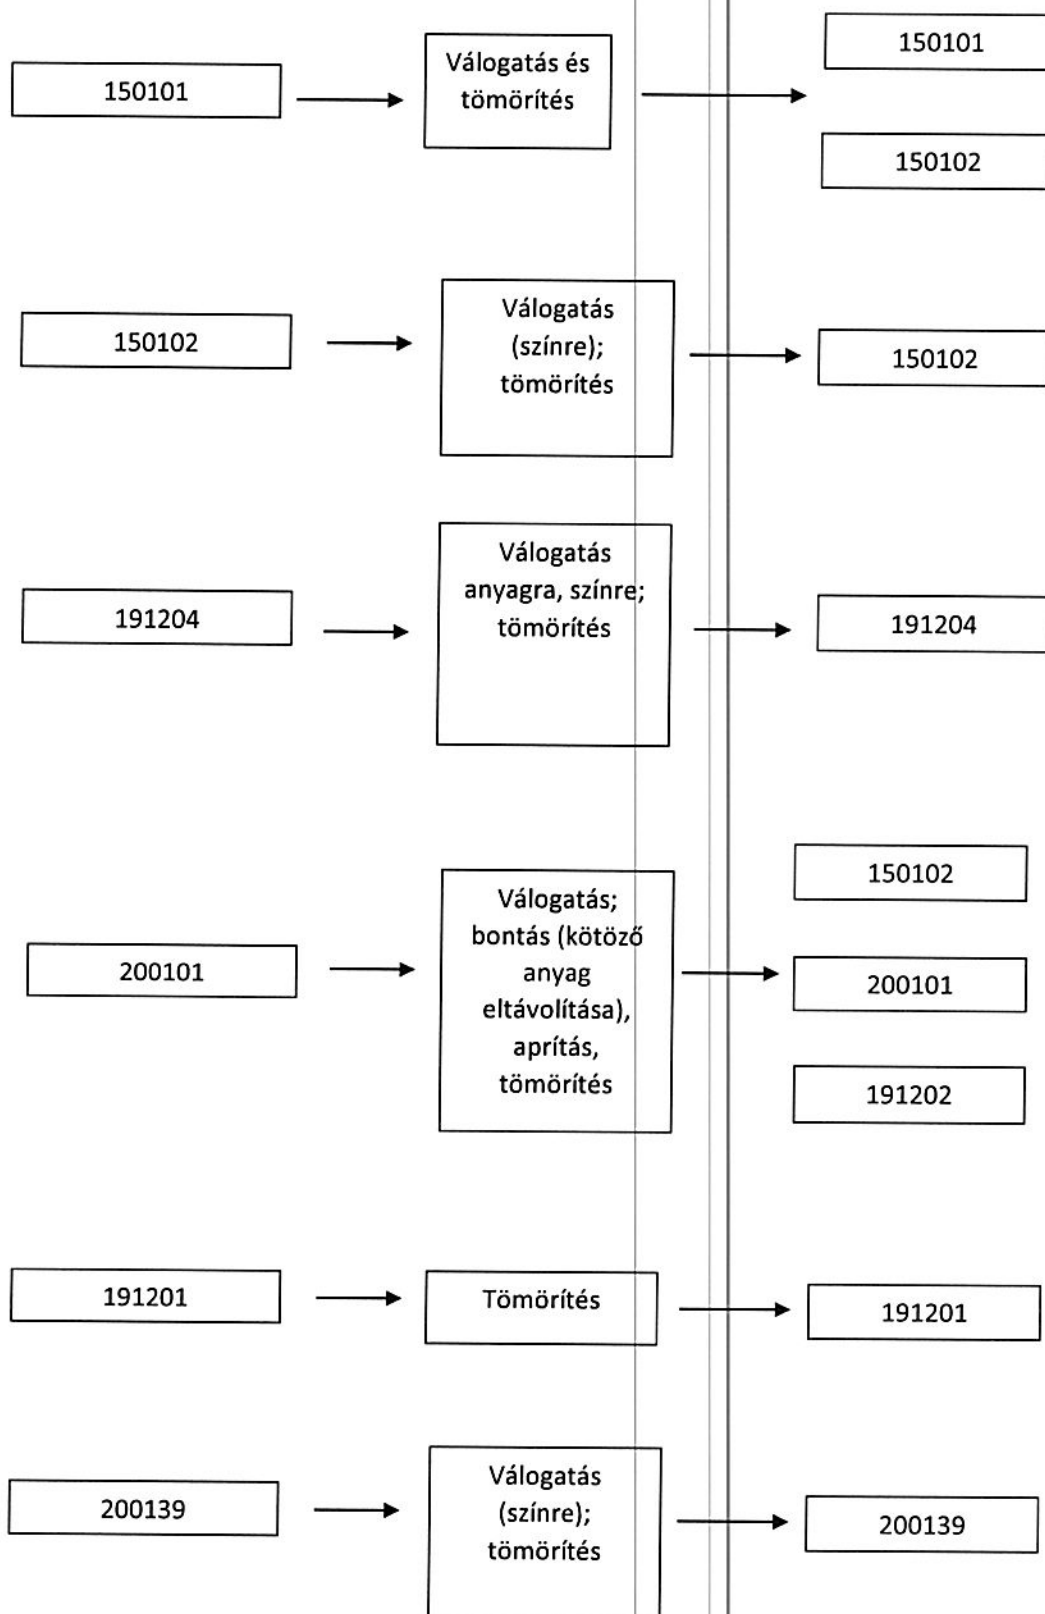 150101
Válogatás és
tömörítés
150101
150102
150102
Válogatás
(színre);
tömörítés
150102
191204
Válogatás
anyagra, színre;
tömörítés
191204
200101
Válogatás;
bontás (kötöző
anyag
eltávolítása),
aprítás,
tömörítés
150102
200101
191202
191201
Tömörítés
191201
200139
Válogatás
(színre);
tömörítés
200139